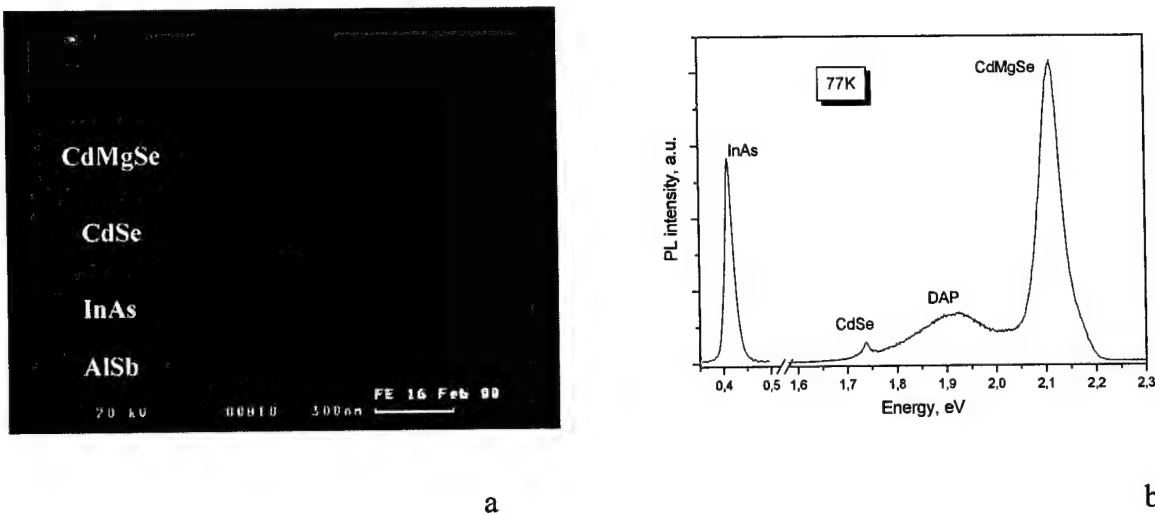 CdMgSe
CdSe
InAs
AlSb
FE 16 Feb 99
20 kV 00010 300nm
a
77K
CdMgSe
InAs
DAP
CdSe
PL intensity, a.u.
0,4 0,5 1,6 1,7 1,8 1,9 2,0 2,1 2,2 2,3
Energy, eV
b